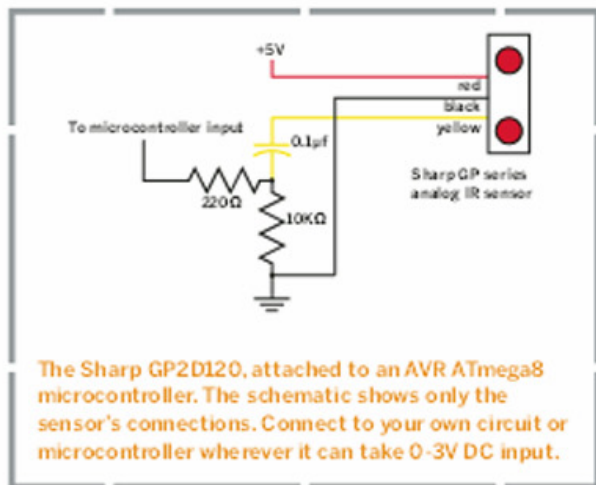 +5V
red
black
yellow
To microcontroller input
0.1µf
220Ω
10KΩ
Sharp GP series
analog IR sensor
The Sharp GP2D120, attached to an AVR ATmega8
microcontroller. The schematic shows only the
sensor's connections. Connect to your own circuit or
microcontroller wherever it can take 0-3V DC input.